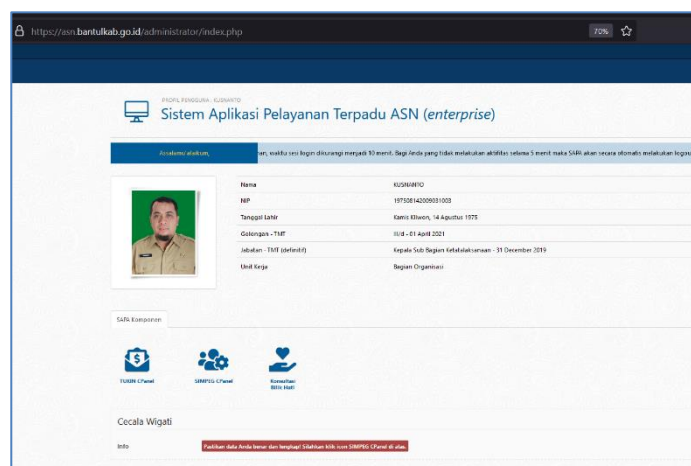 https://asn.bantulkab.go.id/administrator/index.php
70%
PROFIL PENGGUNA : KUSNANTO
Sistem Aplikasi Pelayanan Terpadu ASN (enterprise)
Assalamu'alaikum,
waktu sesi login dikurangi menjadi 10 menit. Bagi Anda yang tidak melakukan aktifitas selama 5 menit maka SAPA akan secara otomatis melakukan logout
Nama KUSNANTO
NIP 197508142009031003
Tanggal Lahir Kamis Kliwon, 14 Agustus 1975
Golongan - TMT III/d - 01 April 2021
Jabatan - TMT (definitif) Kepala Sub Bagian Ketatalaksanaan - 31 December 2019
Unit Kerja Bagian Organisasi
SAPA Komponen
TUKIN CPanel
SIMPEG CPanel
Konsultasi
Bilik Hati
Cecala Wigati
Info Pastikan data Anda benar dan lengkap! Silahkan klik icon SIMPEG CPanel di atas.